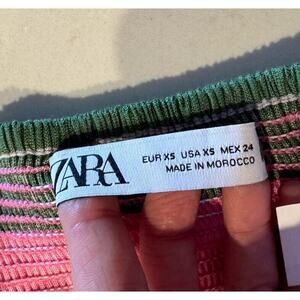 ZARA
EUR XS USA XS MEX 24
MADE IN MOROCCO